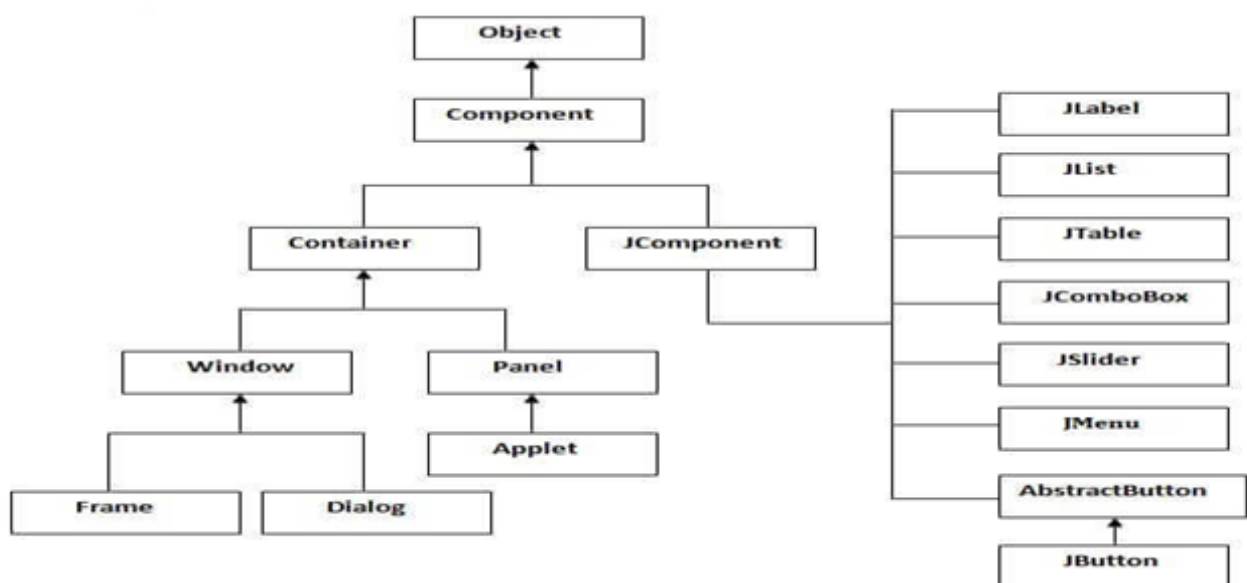 Object
Component
Container
JComponent
Window
Panel
Applet
Frame
Dialog
JLabel
JList
JTable
JComboBox
JSlider
JMenu
AbstractButton
JButton